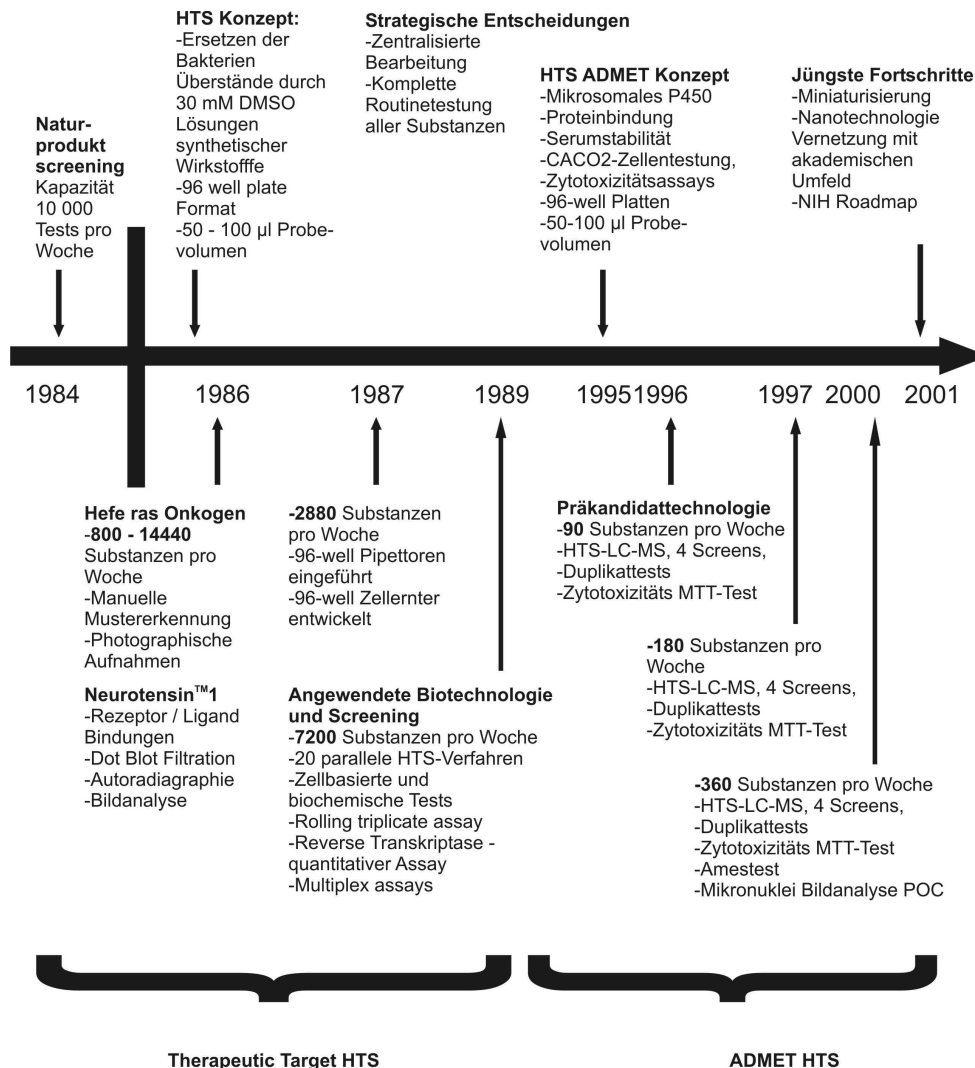 HTS Konzept:
-Ersetzen der
Bakterien
Überstände durch
30 mM DMSO
Lösungen
synthetischer
Wirkstofffe
-96 well plate
Format
-50 - 100 µl Probe-
volumen
Strategische Entscheidungen
-Zentralisierte
Bearbeitung
-Komplette
Routinetestung
aller Substanzen
HTS ADMET Konzept
-Mikrosomales P450
-Proteinbindung
-Serumstabilität
-CACO2-Zellentestung,
-Zytotoxizitätsassays
-96-well Platten
-50-100 µl Probe-
volumen
Jüngste Fortschritte
-Miniaturisierung
-Nanotechnologie
Vernetzung mit
akademischen
Umfeld
-NIH Roadmap
Natur-
produkt
screening
Kapazität
10 000
Tests pro
Woche
1984 1986 1987 1989 1995 1996 1997 2000 2001
Hefe ras Onkogen
-800 - 14440
Substanzen pro
Woche
-Manuelle
Mustererkennung
-Photographische
Aufnahmen
Neurotensin™1
-Rezeptor / Ligand
Bindungen
-Dot Blot Filtration
-Autoradiagraphie
-Bildanalyse
-2880 Substanzen
pro Woche
-96-well Pipettoren
eingeführt
-96-well Zellernter
entwickelt
Angewendete Biotechnologie
und Screening
-7200 Substanzen pro Woche
-20 parallele HTS-Verfahren
-Zellbasierte und
biochemische Tests
-Rolling triplicate assay
-Reverse Transkriptase -
quantitativer Assay
-Multiplex assays
Präkandidattechnologie
-90 Substanzen pro Woche
-HTS-LC-MS, 4 Screens,
-Duplikattests
-Zytotoxizitäts MTT-Test
-180 Substanzen pro
Woche
-HTS-LC-MS, 4 Screens,
-Duplikattests
-Zytotoxizitäts MTT-Test
-360 Substanzen pro Woche
-HTS-LC-MS, 4 Screens,
-Duplikattests
-Zytotoxizitäts MTT-Test
-Amestest
-Mikronuklei Bildanalyse POC
Therapeutic Target HTS
ADMET HTS